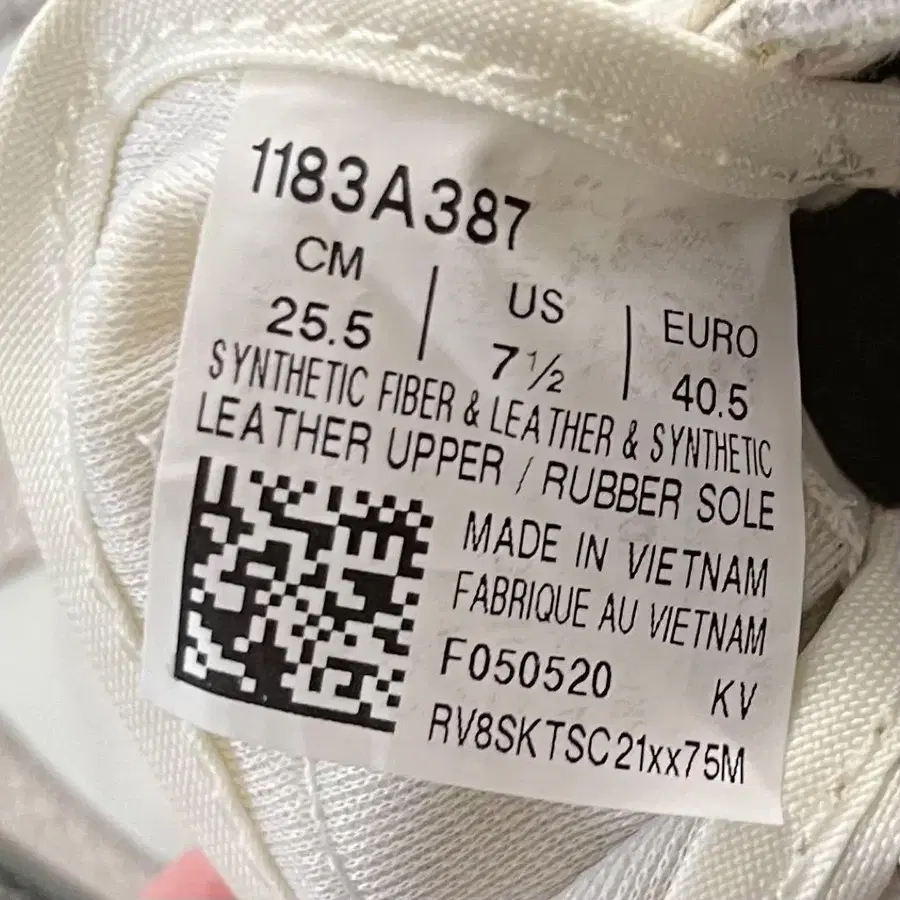 1183A387
CM | US | EURO
25.5 | 7 1/2 | 40.5
SYNTHETIC FIBER & LEATHER & SYNTHETIC
LEATHER UPPER / RUBBER SOLE
MADE IN VIETNAM
FABRIQUE AU VIETNAM
F050520 KV
RV8SKTSC21xx75M